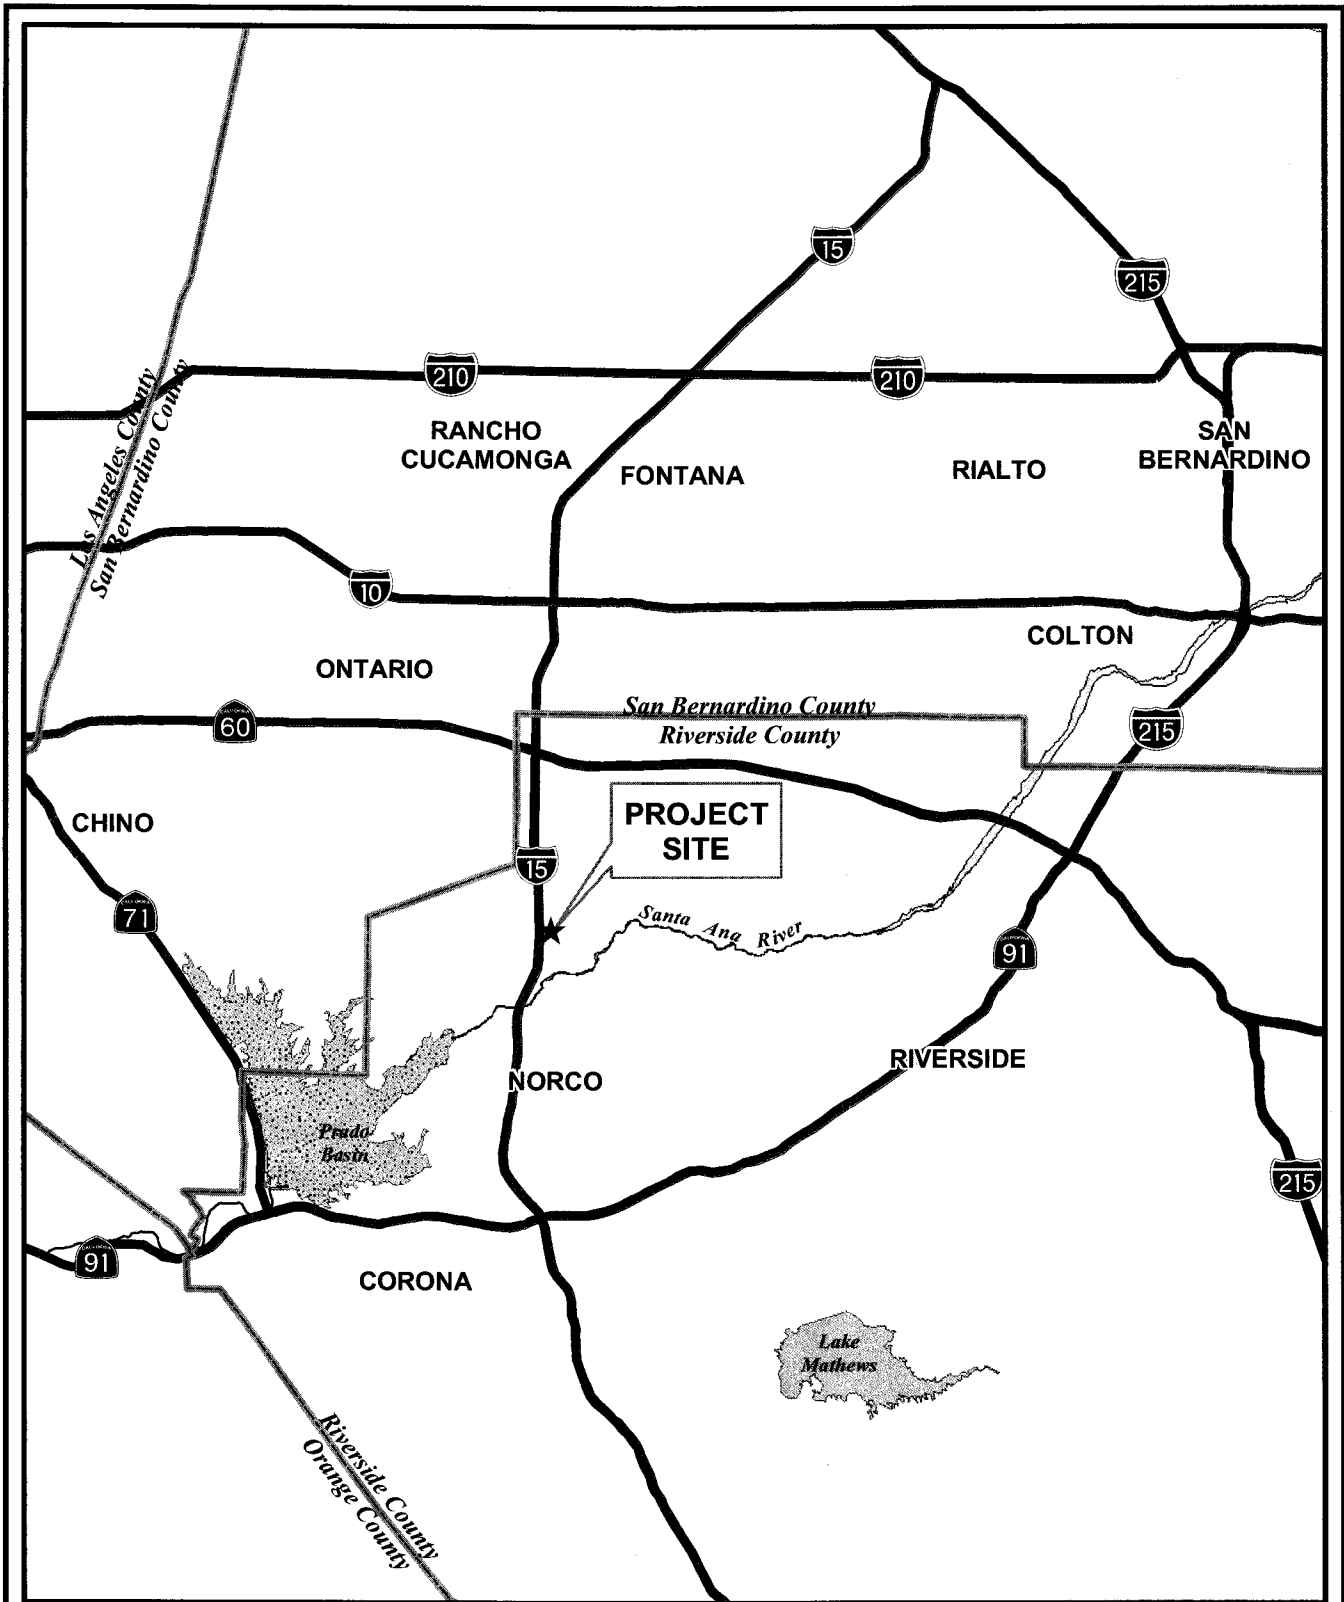 15
215
210
210
Los Angeles County
San Bernardino County
RANCHO
CUCAMONGA
FONTANA
RIALTO
SAN
BERNARDINO
10
COLTON
ONTARIO
60
San Bernardino County
Riverside County
215
CHINO
PROJECT
SITE
15
71
Santa Ana River
91
RIVERSIDE
NORCO
Prado
Basin
215
91
CORONA
Lake
Mathews
Riverside County
Orange County